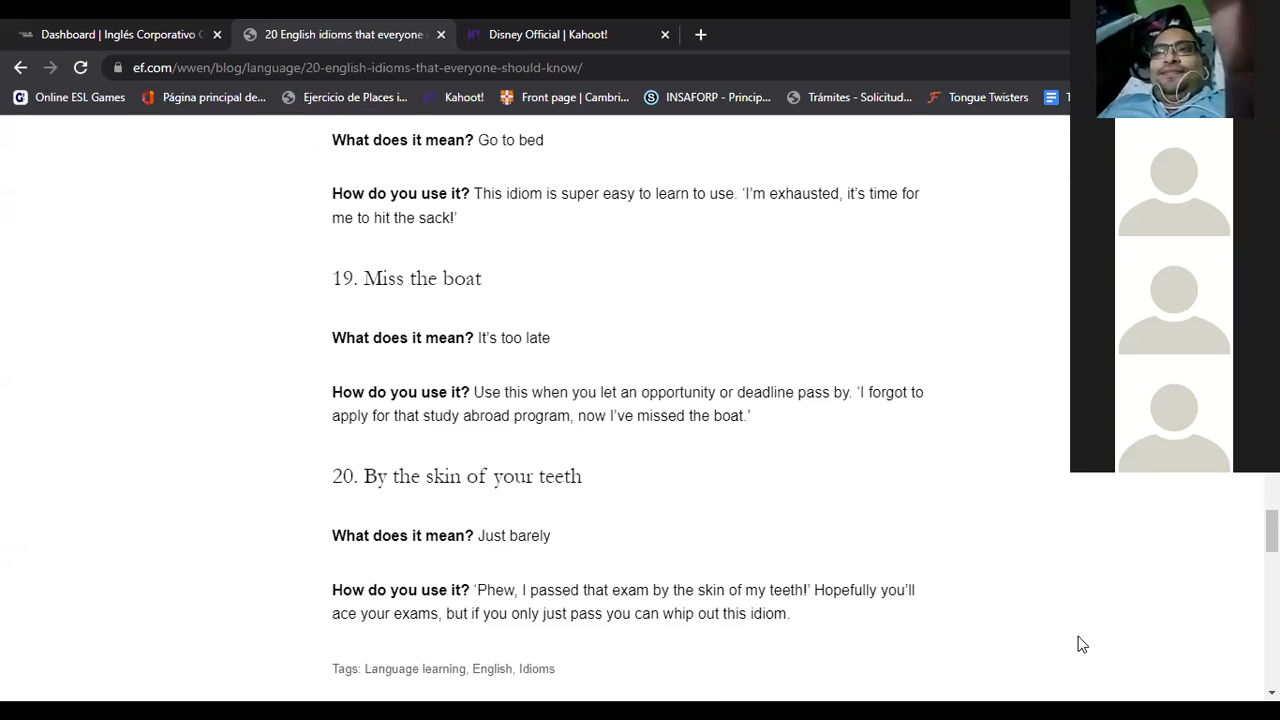 Dashboard | Inglés Corporativo
20 English idioms that everyone
Disney Official | Kahoot!
ef.com/wwen/blog/language/20-english-idioms-that-everyone-should-know/
Online ESL Games
Página principal de...
Ejercicio de Places i...
Kahoot!
Front page | Cambri...
INSAFORP - Princip...
Trámites - Solicitud...
Tongue Twisters
What does it mean? Go to bed
How do you use it? This idiom is super easy to learn to use. ‘I’m exhausted, it’s time for
me to hit the sack!’
19. Miss the boat
What does it mean? It’s too late
How do you use it? Use this when you let an opportunity or deadline pass by. ‘I forgot to
apply for that study abroad program, now I’ve missed the boat.’
20. By the skin of your teeth
What does it mean? Just barely
How do you use it? ‘Phew, I passed that exam by the skin of my teeth!’ Hopefully you’ll
ace your exams, but if you only just pass you can whip out this idiom.
Tags: Language learning, English, Idioms